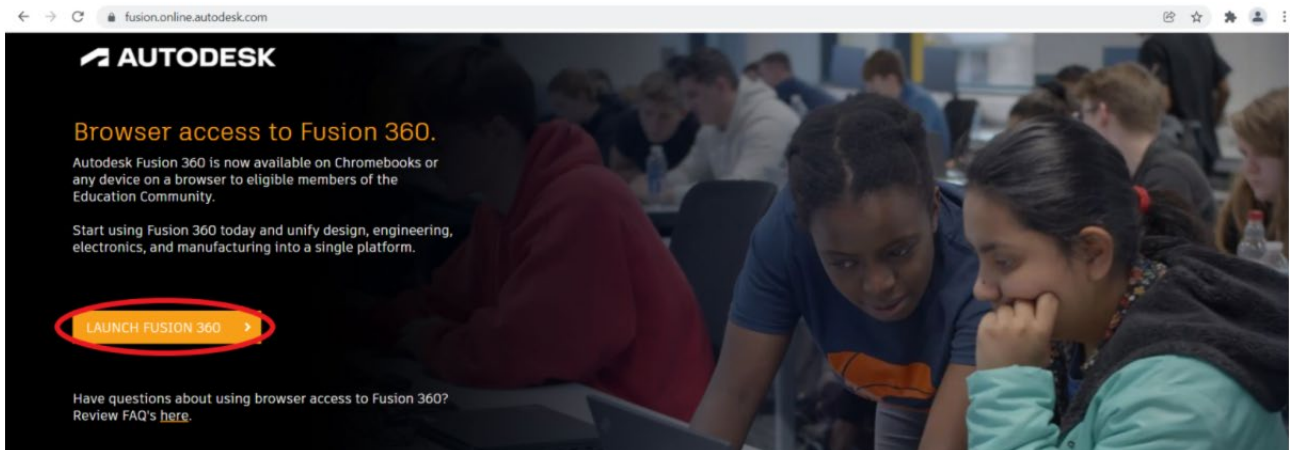 fusion.online.autodesk.com
AUTODESK
Browser access to Fusion 360.
Autodesk Fusion 360 is now available on Chromebooks or
any device on a browser to eligible members of the
Education Community.
Start using Fusion 360 today and unify design, engineering,
electronics, and manufacturing into a single platform.
LAUNCH FUSION 360
Have questions about using browser access to Fusion 360?
Review FAQ's here.